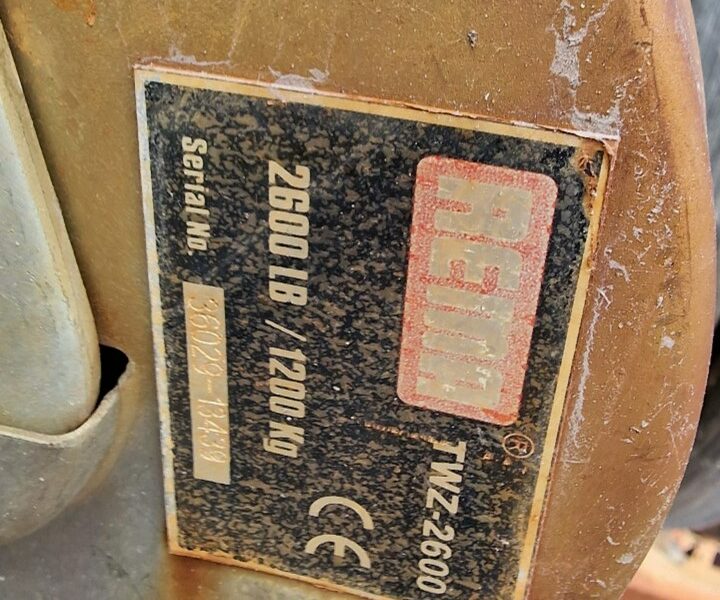 REMA® TWZ-2600
2600 LB / 1200 Kg CE
Serial No. 36029-13439